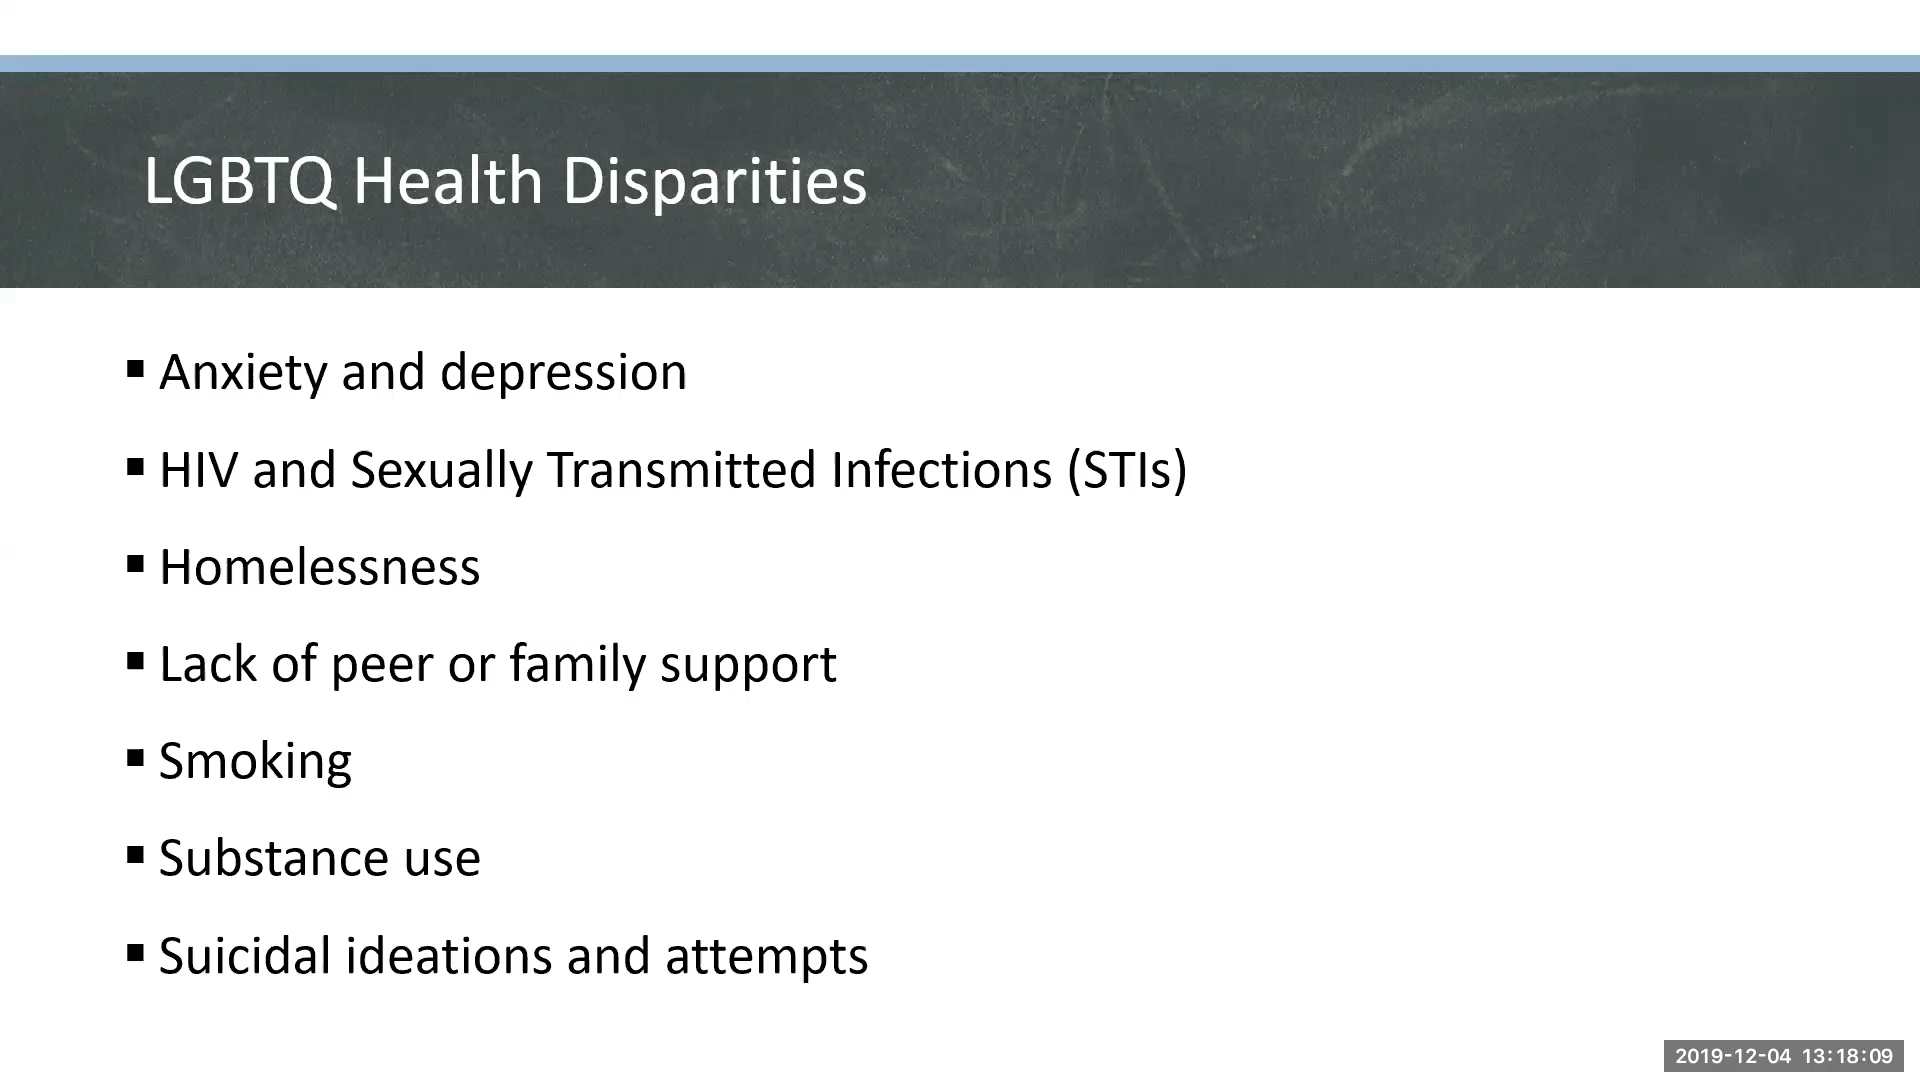 LGBTQ Health Disparities
▪ Anxiety and depression
▪ HIV and Sexually Transmitted Infections (STIs)
▪ Homelessness
▪ Lack of peer or family support
▪ Smoking
▪ Substance use
▪ Suicidal ideations and attempts
2019-12-04 13:18:09